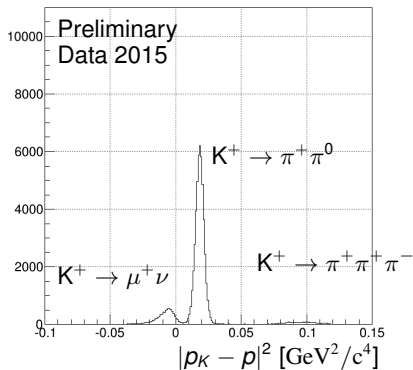 10000
8000
6000
4000
2000
0
Preliminary
Data 2015
K⁺ → π⁺π⁰
K⁺ → π⁺π⁺π⁻
K⁺ → μ⁺ν
-0.1 -0.05 0 0.05 0.1 0.15
|p_K − p|² [GeV²/c⁴]